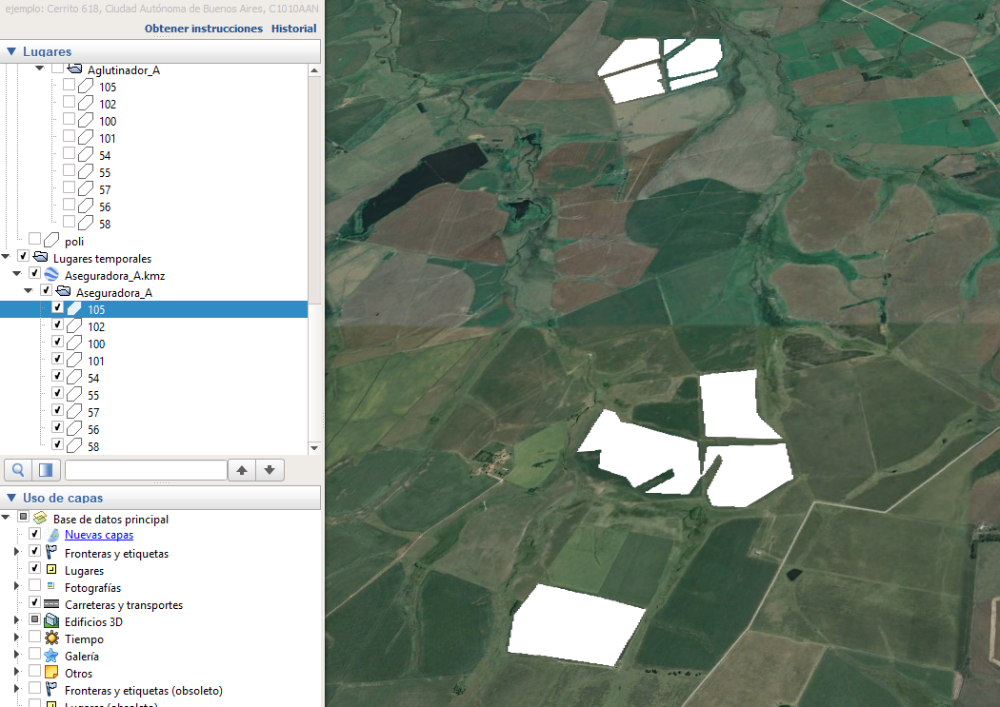 ejemplo: Cerrito 618, Ciudad Autónoma de Buenos Aires, C1010AAN
Obtener instrucciones Historial
Lugares
Aglutinador_A
105
102
100
101
54
55
57
56
58
poli
Lugares temporales
Aseguradora_A.kmz
Aseguradora_A
105
102
100
101
54
55
57
56
58
Uso de capas
Base de datos principal
Nuevas capas
Fronteras y etiquetas
Lugares
Fotografías
Carreteras y transportes
Edificios 3D
Tiempo
Galería
Otros
Fronteras y etiquetas (obsoleto)
Lugares (obsoleto)